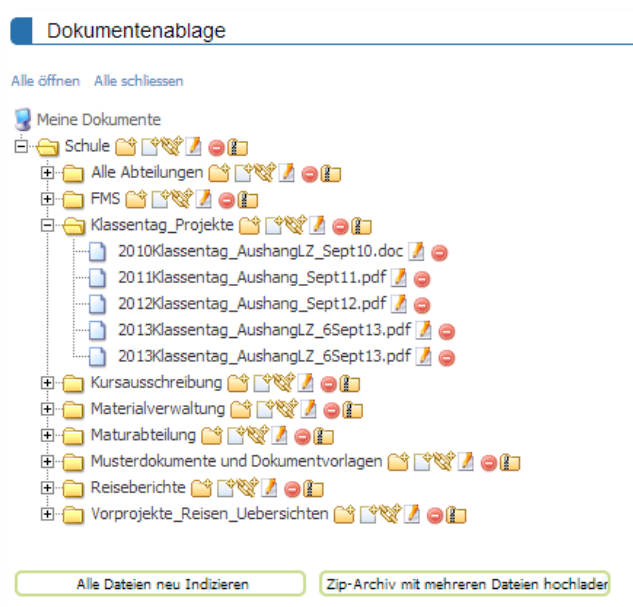 Dokumentenablage
Alle öffnen Alle schliessen
Meine Dokumente
Schule
Alle Abteilungen
FMS
Klassentag_Projekte
2010Klassentag_AushangLZ_Sept10.doc
2011Klassentag_Aushang_Sept11.pdf
2012Klassentag_Aushang_Sept12.pdf
2013Klassentag_AushangLZ_6Sept13.pdf
2013Klassentag_AushangLZ_6Sept13.pdf
Kursausschreibung
Materialverwaltung
Maturabteilung
Musterdokumente und Dokumentvorlagen
Reiseberichte
Vorprojekte_Reisen_Uebersichten
Alle Dateien neu Indizieren Zip-Archiv mit mehreren Dateien hochladen